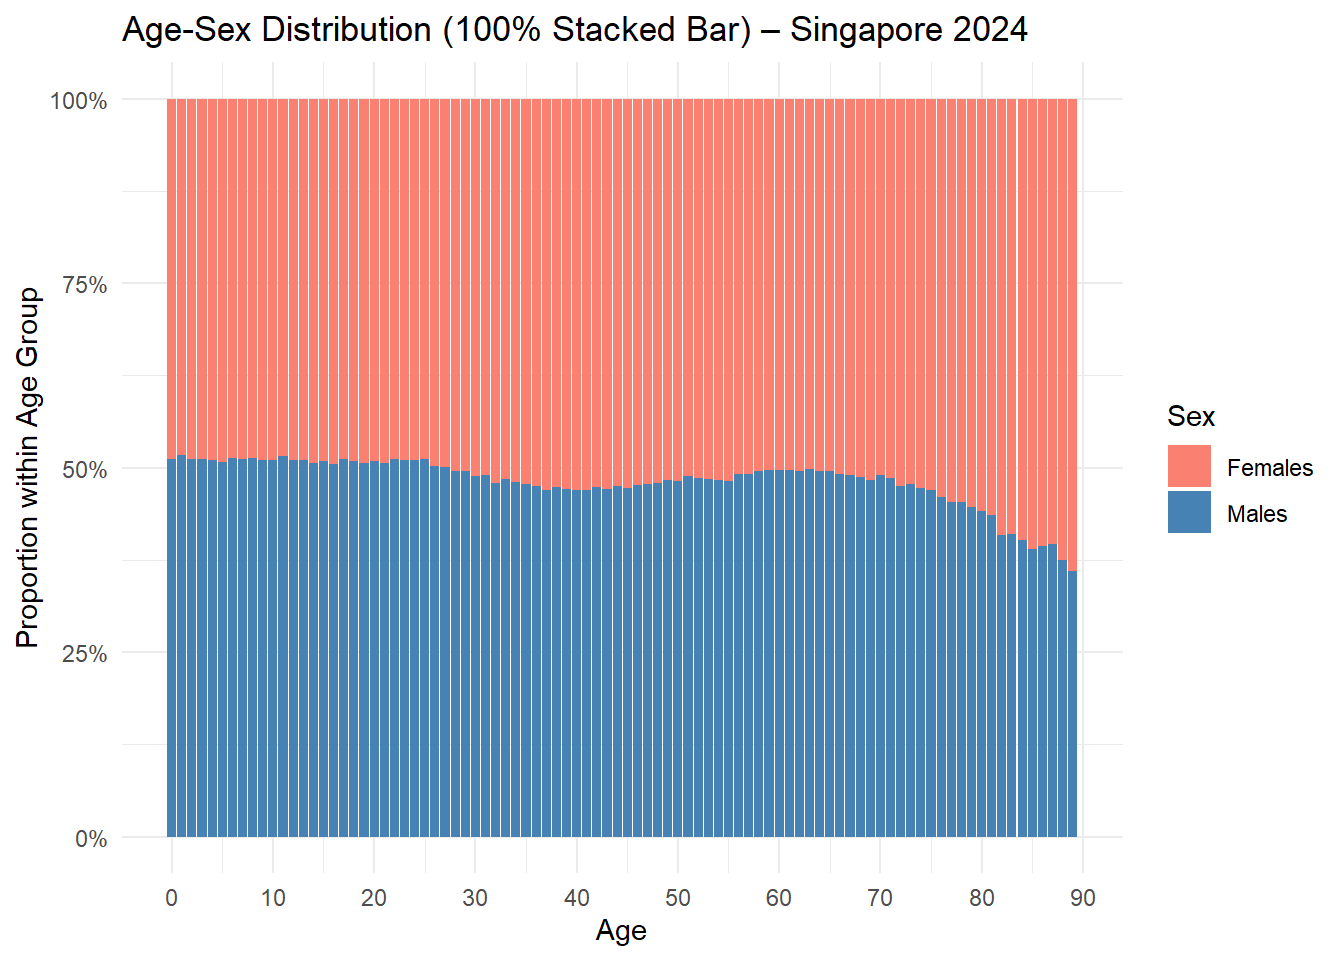 Age-Sex Distribution (100% Stacked Bar) – Singapore 2024
Proportion within Age Group
100%
75%
50%
25%
0%
0 10 20 30 40 50 60 70 80 90
Age
Sex
Females
Males